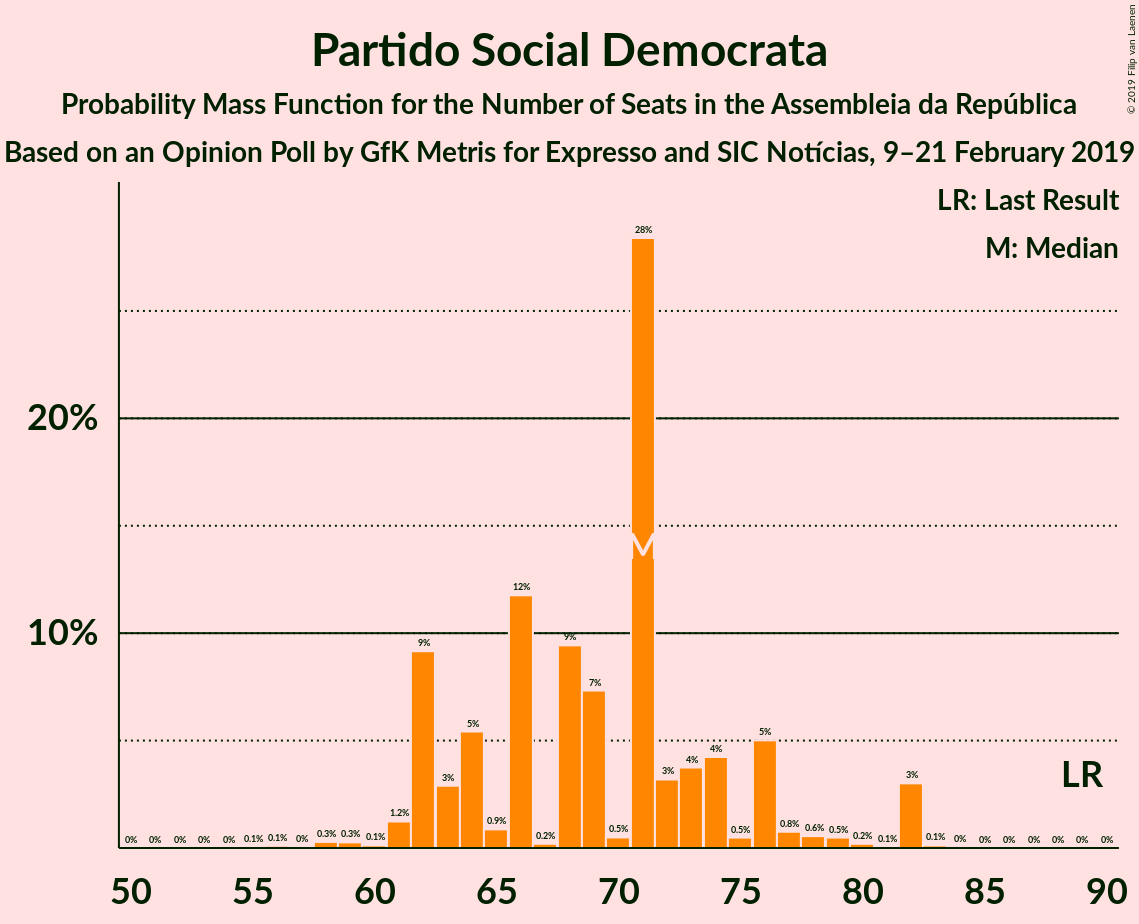 Partido Social Democrata
Probability Mass Function for the Number of Seats in the Assembleia da República
Based on an Opinion Poll by GfK Metris for Expresso and SIC Notícias, 9–21 February 2019
© 2019 Filip van Laenen
LR: Last Result
M: Median
28%
20%
12%
10%
9%
9%
7%
5%
5%
4%
4%
3%
3%
3%
LR
1.2%
0.9%
0.8%
0.6%
0% 0% 0% 0% 0% 0.1% 0.1% 0% 0.3% 0.3% 0.1% 0.2% 0.5% 0.5% 0.5% 0.2% 0.1% 0.1% 0% 0% 0% 0% 0% 0% 0%
M
50 55 60 65 70 75 80 85 90